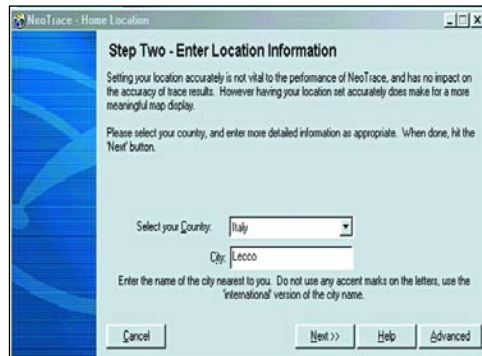 NeoTrace - Home Location
Step Two - Enter Location Information
Setting your location accurately is not vital to the performance of NeoTrace, and has no impact on
the accuracy of trace results. However having your location set accurately does make for a more
meaningful map display.
Please select your country, and enter more detailed information as appropriate. When done, hit the
'Next' button.
Select your Country: Italy
City: Lecco
Enter the name of the city nearest to you. Do not use any accent marks on the letters, use the
'international' version of the city name.
Cancel Next >> Help Advanced